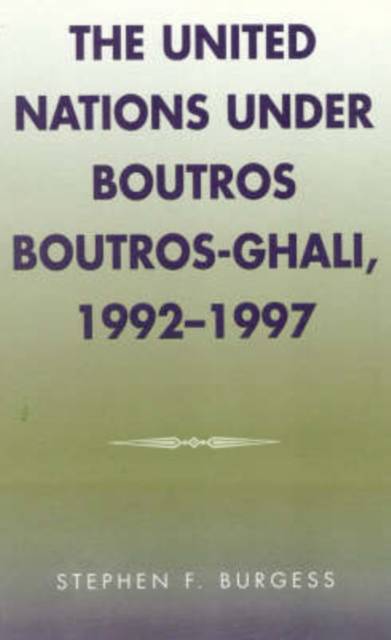 THE UNITED
NATIONS UNDER
BOUTROS
BOUTROS-GHALI,
1992–1997
STEPHEN F. BURGESS